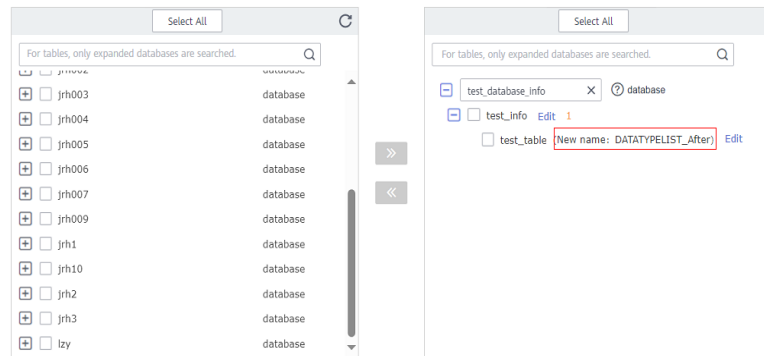 Select All
For tables, only expanded databases are searched.
jrh002 database
jrh003 database
jrh004 database
jrh005 database
jrh006 database
jrh007 database
jrh009 database
jrh1 database
jrh10 database
jrh2 database
jrh3 database
lzy database
Select All
For tables, only expanded databases are searched.
test_database_info database
test_info Edit 1
test_table (New name: DATATYPELIST_After) Edit